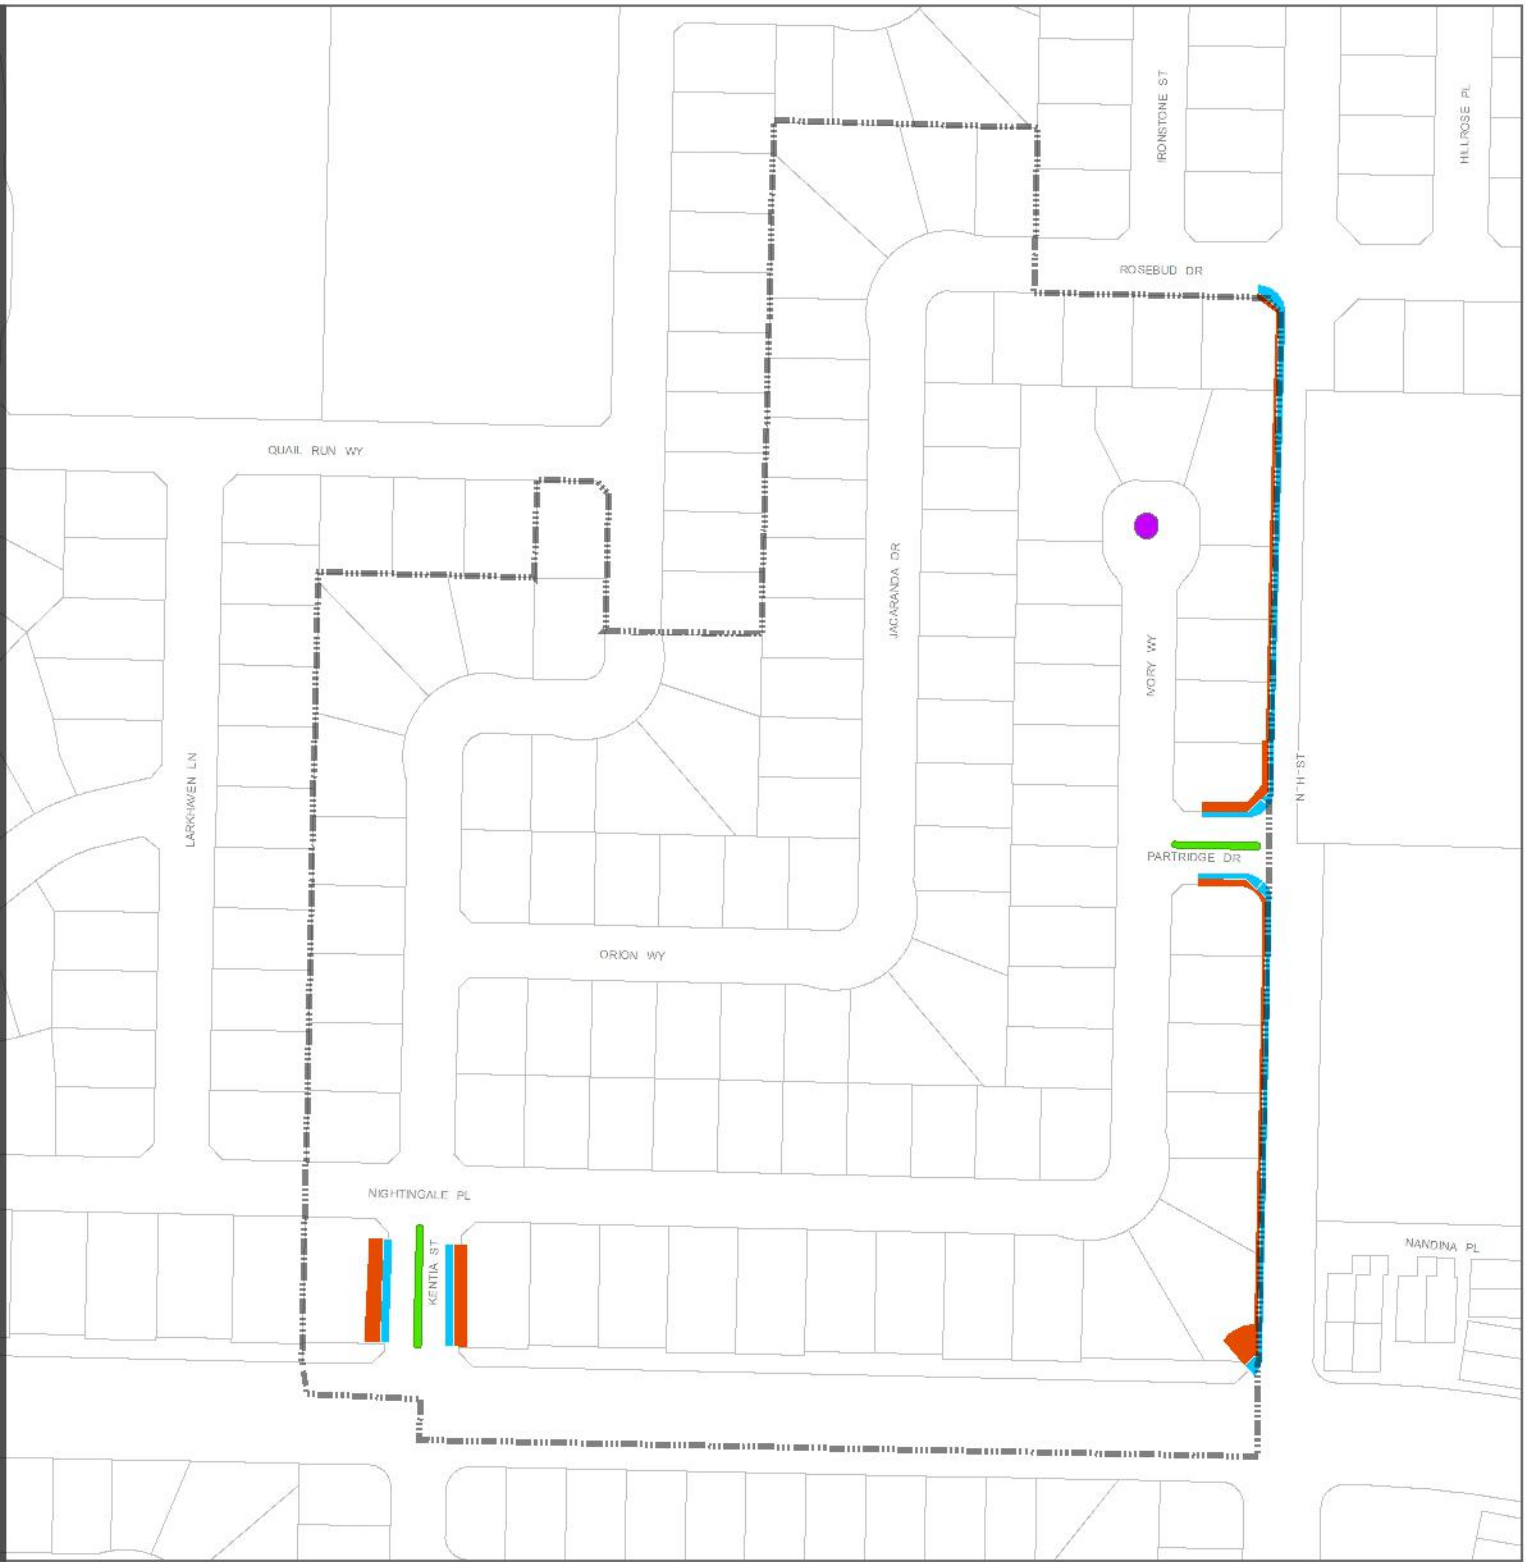 IRONSTONE ST
HILLROSE PL
ROSEBUD DR
QUAIL RUN WY
JACARANDA DR
IVORY WY
LARKHAVEN LN
N TH ST
PARTRIDGE DR
ORION WY
NIGHTINGALE PL
KENTIA ST
NANDINA PL